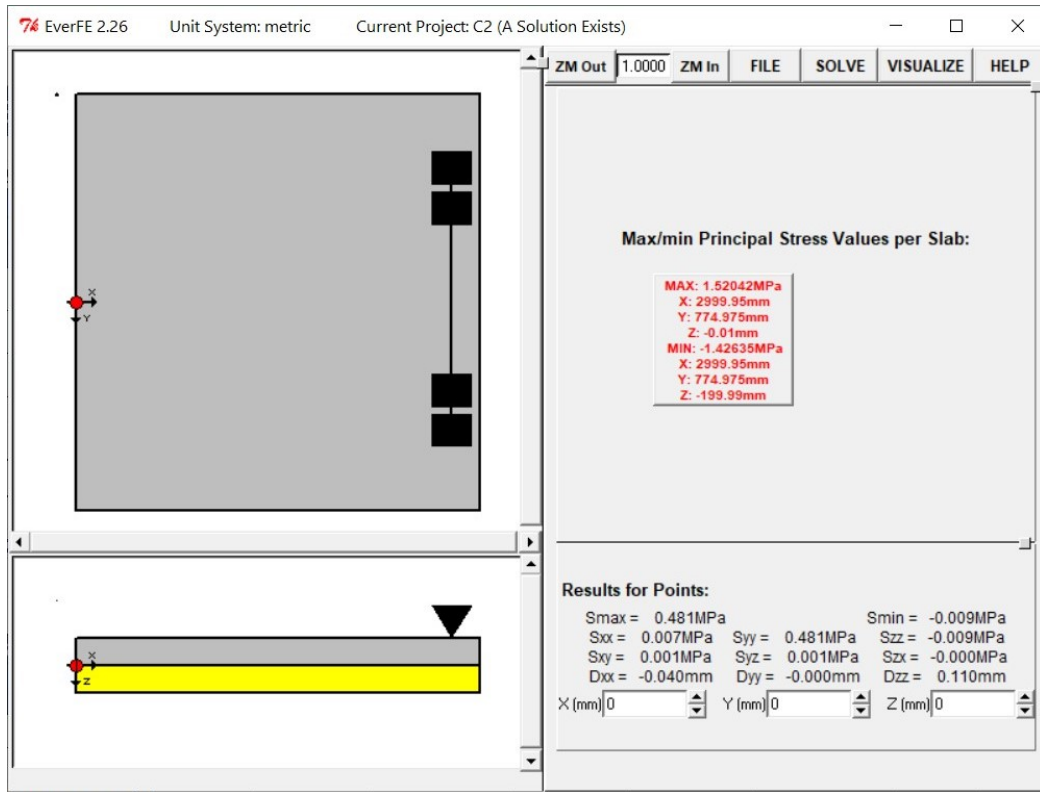 EverFE 2.26 Unit System: metric Current Project: C2 (A Solution Exists)
ZM Out 1.0000 ZM In FILE SOLVE VISUALIZE HELP
X
Y
Max/min Principal Stress Values per Slab:
MAX: 1.52042MPa
X: 2999.95mm
Y: 774.975mm
Z: -0.01mm
MIN: -1.42635MPa
X: 2999.95mm
Y: 774.975mm
Z: -199.99mm
X
Z
Results for Points:
Smax = 0.481MPa Smin = -0.009MPa
Sxx = 0.007MPa Syy = 0.481MPa Szz = -0.009MPa
Sxy = 0.001MPa Syz = 0.001MPa Szx = -0.000MPa
Dxx = -0.040mm Dyy = -0.000mm Dzz = 0.110mm
X (mm) 0 Y (mm) 0 Z (mm) 0